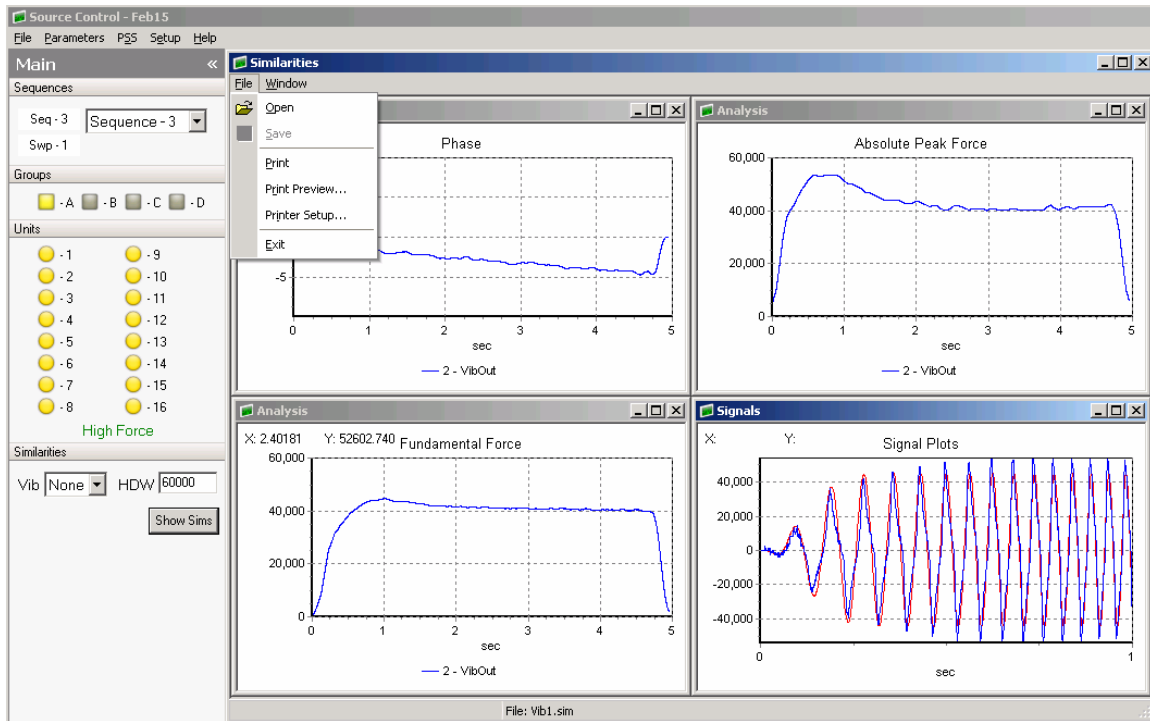 Source Control - Feb15
File Parameters PSS Setup Help
Main «
Sequences
Seq - 3 Sequence - 3
Swp - 1
Groups
- A - B - C - D
Units
- 1 - 9
- 2 - 10
- 3 - 11
- 4 - 12
- 5 - 13
- 6 - 14
- 7 - 15
- 8 - 16
High Force
Similarities
Vib None HDW 60000
Show Sims
Similarities
File Window
Open
Save
Print
Print Preview...
Printer Setup...
Exit
Phase
-5
0 1 2 3 4 5
sec
2 - VibOut
Analysis
Absolute Peak Force
60,000
40,000
20,000
0
0 1 2 3 4 5
sec
2 - VibOut
Analysis
X: 2.40181 Y: 52602.740 Fundamental Force
60,000
40,000
20,000
0
0 1 2 3 4 5
sec
2 - VibOut
Signals
X: Y: Signal Plots
40,000
20,000
0
-20,000
-40,000
0 1
sec
File: Vib1.sim